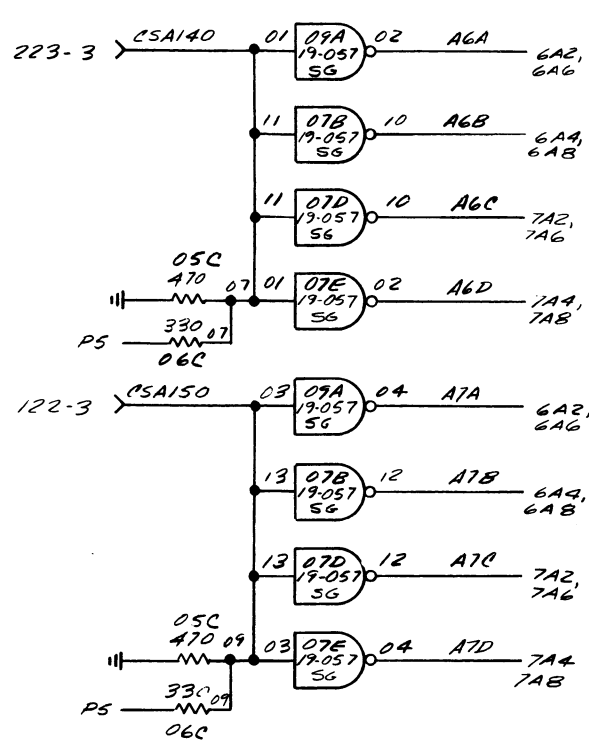 223-3 CSA140 01 09A 02 A6A 6A2,
19-057 6A6
SG
11 07B 10 A6B 6A4,
19-057 6A8
SG
11 07D 10 A6C 7A2,
19-057 7A6
SG
05C
470 07 01 07E 02 A6D 7A4,
19-057 7A8
SG
330 07
P5
06C
122-3 CSA150 03 09A 04 A7A 6A2,
19-057 6A6
SG
13 07B 12 A7B 6A4,
19-057 6A8
SG
13 07D 12 A7C 7A2,
19-057 7A6
SG
05C
470 09 03 07E 04 A7D 7A4
19-057 7A8
SG
330 09
P5
06C